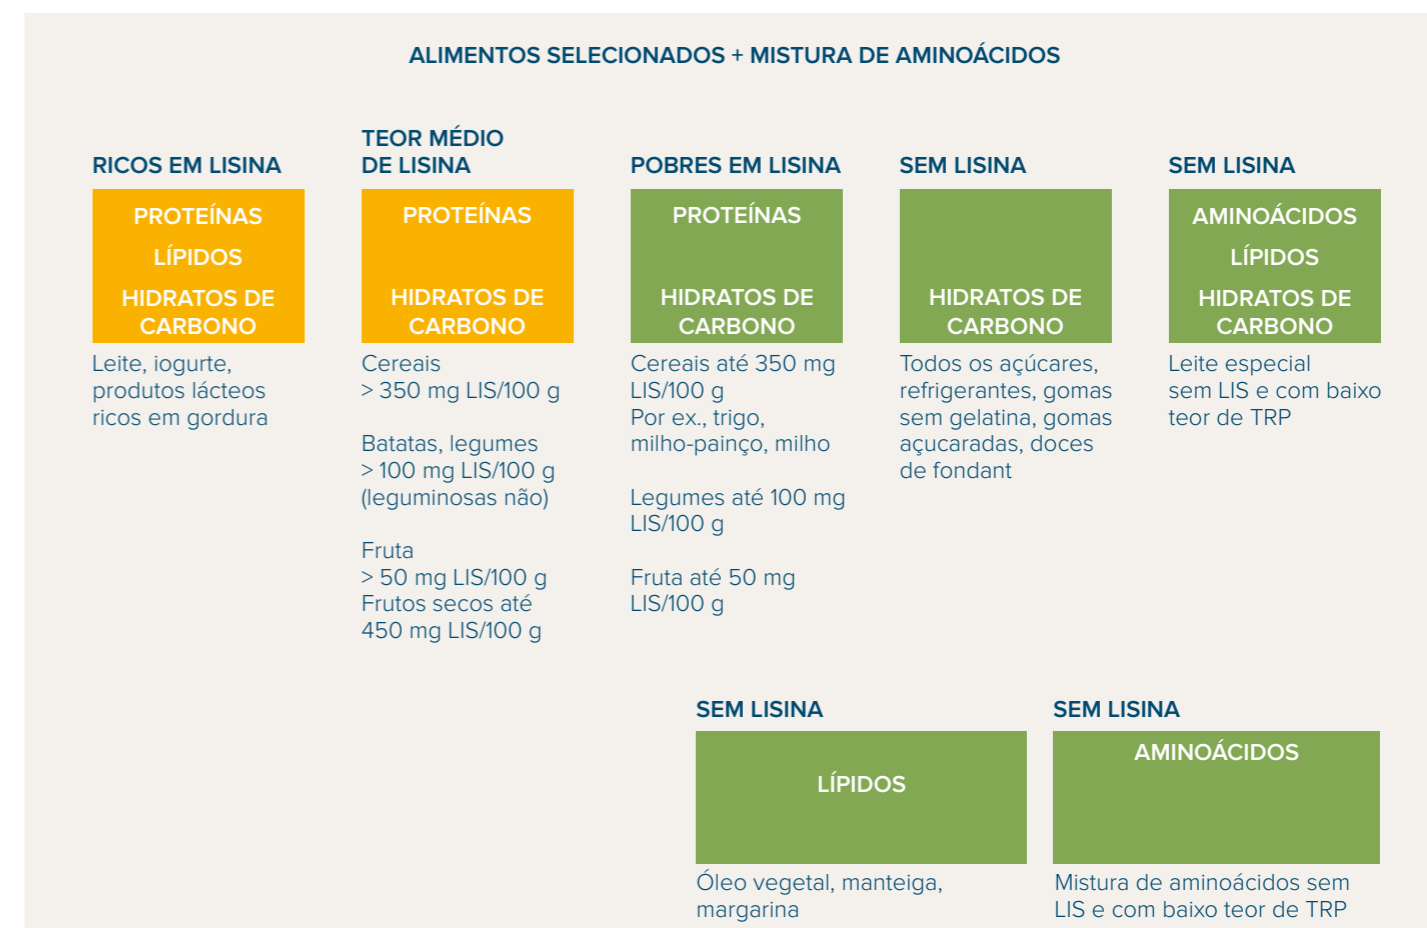 ALIMENTOS SELECIONADOS + MISTURA DE AMINOÁCIDOS
RICOS EM LISINA
PROTEÍNAS
LÍPIDOS
HIDRATOS DE
CARBONO
Leite, iogurte,
produtos lácteos
ricos em gordura
TEOR MÉDIO
DE LISINA
PROTEÍNAS
HIDRATOS DE
CARBONO
Cereais
> 350 mg LIS/100 g
Batatas, legumes
> 100 mg LIS/100 g
(leguminosas não)
Fruta
> 50 mg LIS/100 g
Frutos secos até
450 mg LIS/100 g
POBRES EM LISINA
PROTEÍNAS
HIDRATOS DE
CARBONO
Cereais até 350 mg
LIS/100 g
Por ex., trigo,
milho-painço, milho
Legumes até 100 mg
LIS/100 g
Fruta até 50 mg
LIS/100 g
SEM LISINA
HIDRATOS DE
CARBONO
Todos os açúcares,
refrigerantes, gomas
sem gelatina, gomas
açucaradas, doces
de fondant
SEM LISINA
AMINOÁCIDOS
LÍPIDOS
HIDRATOS DE
CARBONO
Leite especial
sem LIS e com baixo
teor de TRP
SEM LISINA
LÍPIDOS
Óleo vegetal, manteiga,
margarina
SEM LISINA
AMINOÁCIDOS
Mistura de aminoácidos sem
LIS e com baixo teor de TRP